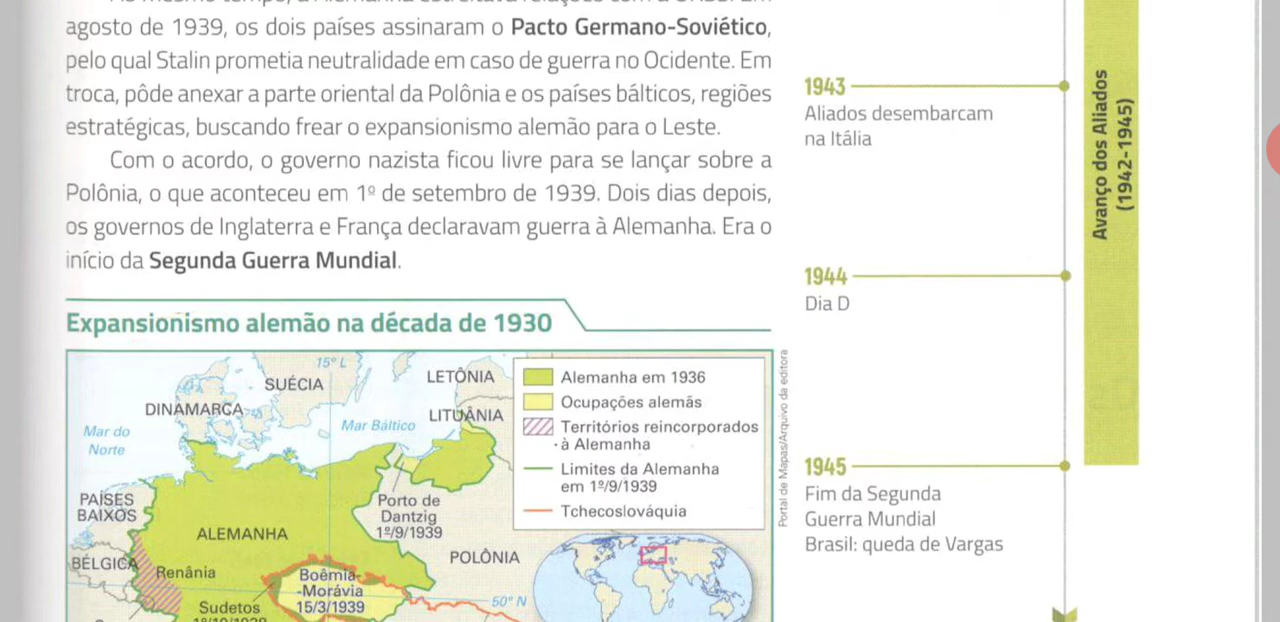 agosto de 1939, os dois países assinaram o Pacto Germano-Soviético,
pelo qual Stalin prometia neutralidade em caso de guerra no Ocidente. Em
troca, pôde anexar a parte oriental da Polônia e os países bálticos, regiões
estratégicas, buscando frear o expansionismo alemão para o Leste.
Com o acordo, o governo nazista ficou livre para se lançar sobre a
Polônia, o que aconteceu em 1º de setembro de 1939. Dois dias depois,
os governos de Inglaterra e França declaravam guerra à Alemanha. Era o
início da Segunda Guerra Mundial.
Expansionismo alemão na década de 1930
15º L
SUÉCIA
LETÔNIA
DINAMARCA
LITUÂNIA
Mar do
Norte
Mar Báltico
PAÍSES
BAIXOS
Porto de
Dantzig
1º/9/1939
ALEMANHA
POLÔNIA
BÉLGICA
Renânia
Boêmia-
-Morávia
15/3/1939
Sudetos
50º N
Alemanha em 1936
Ocupações alemãs
Territórios reincorporados
à Alemanha
Limites da Alemanha
em 1º/9/1939
Tchecoslováquia
Portal de Mapas/Arquivo da editora
1943
Aliados desembarcam
na Itália
1944
Dia D
1945
Fim da Segunda
Guerra Mundial
Brasil: queda de Vargas
Avanço dos Aliados
(1942-1945)